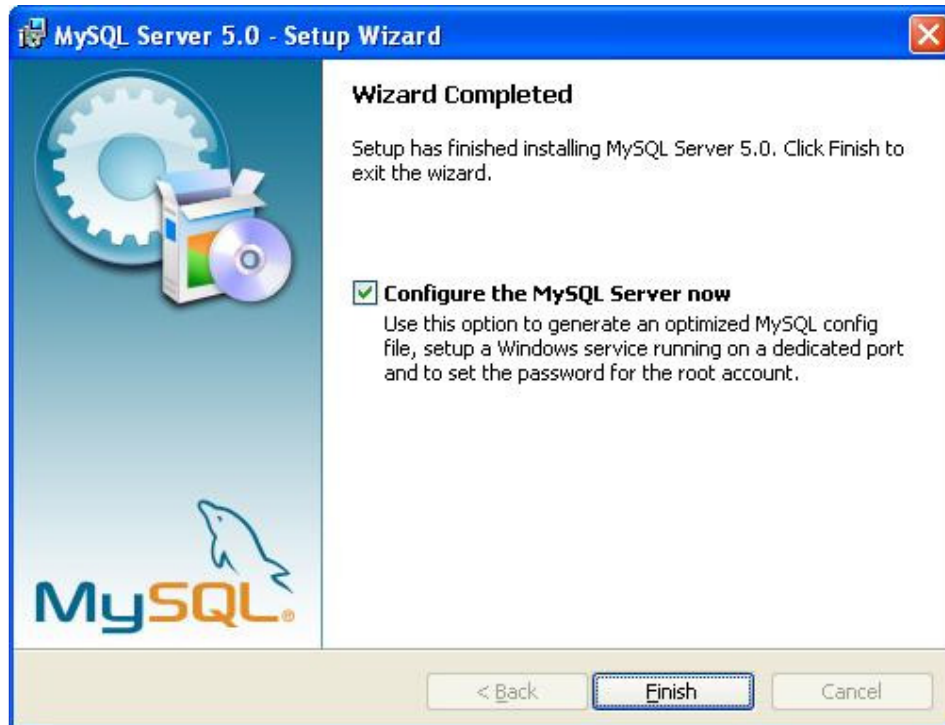 MySQL Server 5.0 - Setup Wizard
Wizard Completed
Setup has finished installing MySQL Server 5.0. Click Finish to
exit the wizard.
Configure the MySQL Server now
Use this option to generate an optimized MySQL config
file, setup a Windows service running on a dedicated port
and to set the password for the root account.
MySQL®
< Back
Finish
Cancel